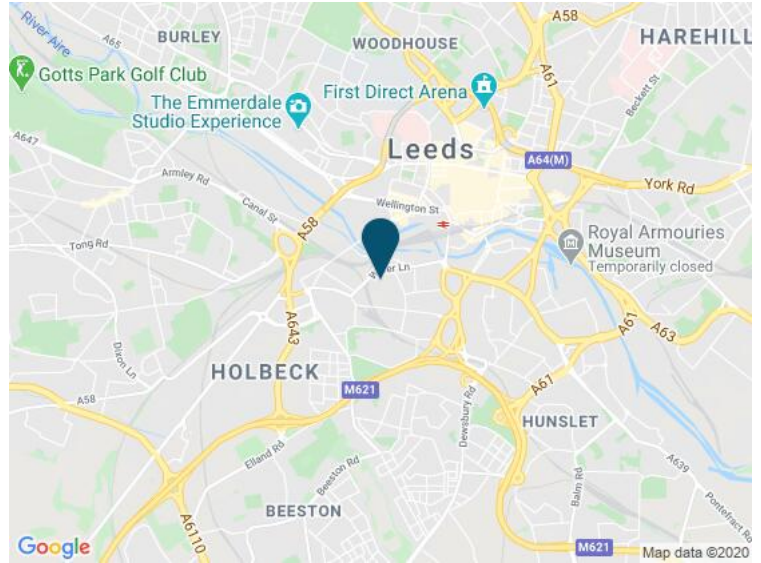 River Aire
A65
BURLEY
WOODHOUSE
A58
HAREHILL
Gotts Park Golf Club
The Emmerdale
Studio Experience
First Direct Arena
A61
Beckett St
A647
Leeds
A64(M)
Armley Rd
York Rd
Canal St
A58
Wellington St
Royal Armouries
Museum
Temporarily closed
Tong Rd
Ln
A643
A61
A63
Dixon Ln
HOLBECK
M621
A61
A58
Dewsbury Rd
HUNSLET
Elland Rd
Beeston Rd
A639
Balm Rd
Pontefract Rd
BEESTON
A6110
M621
Google
Map data ©2020